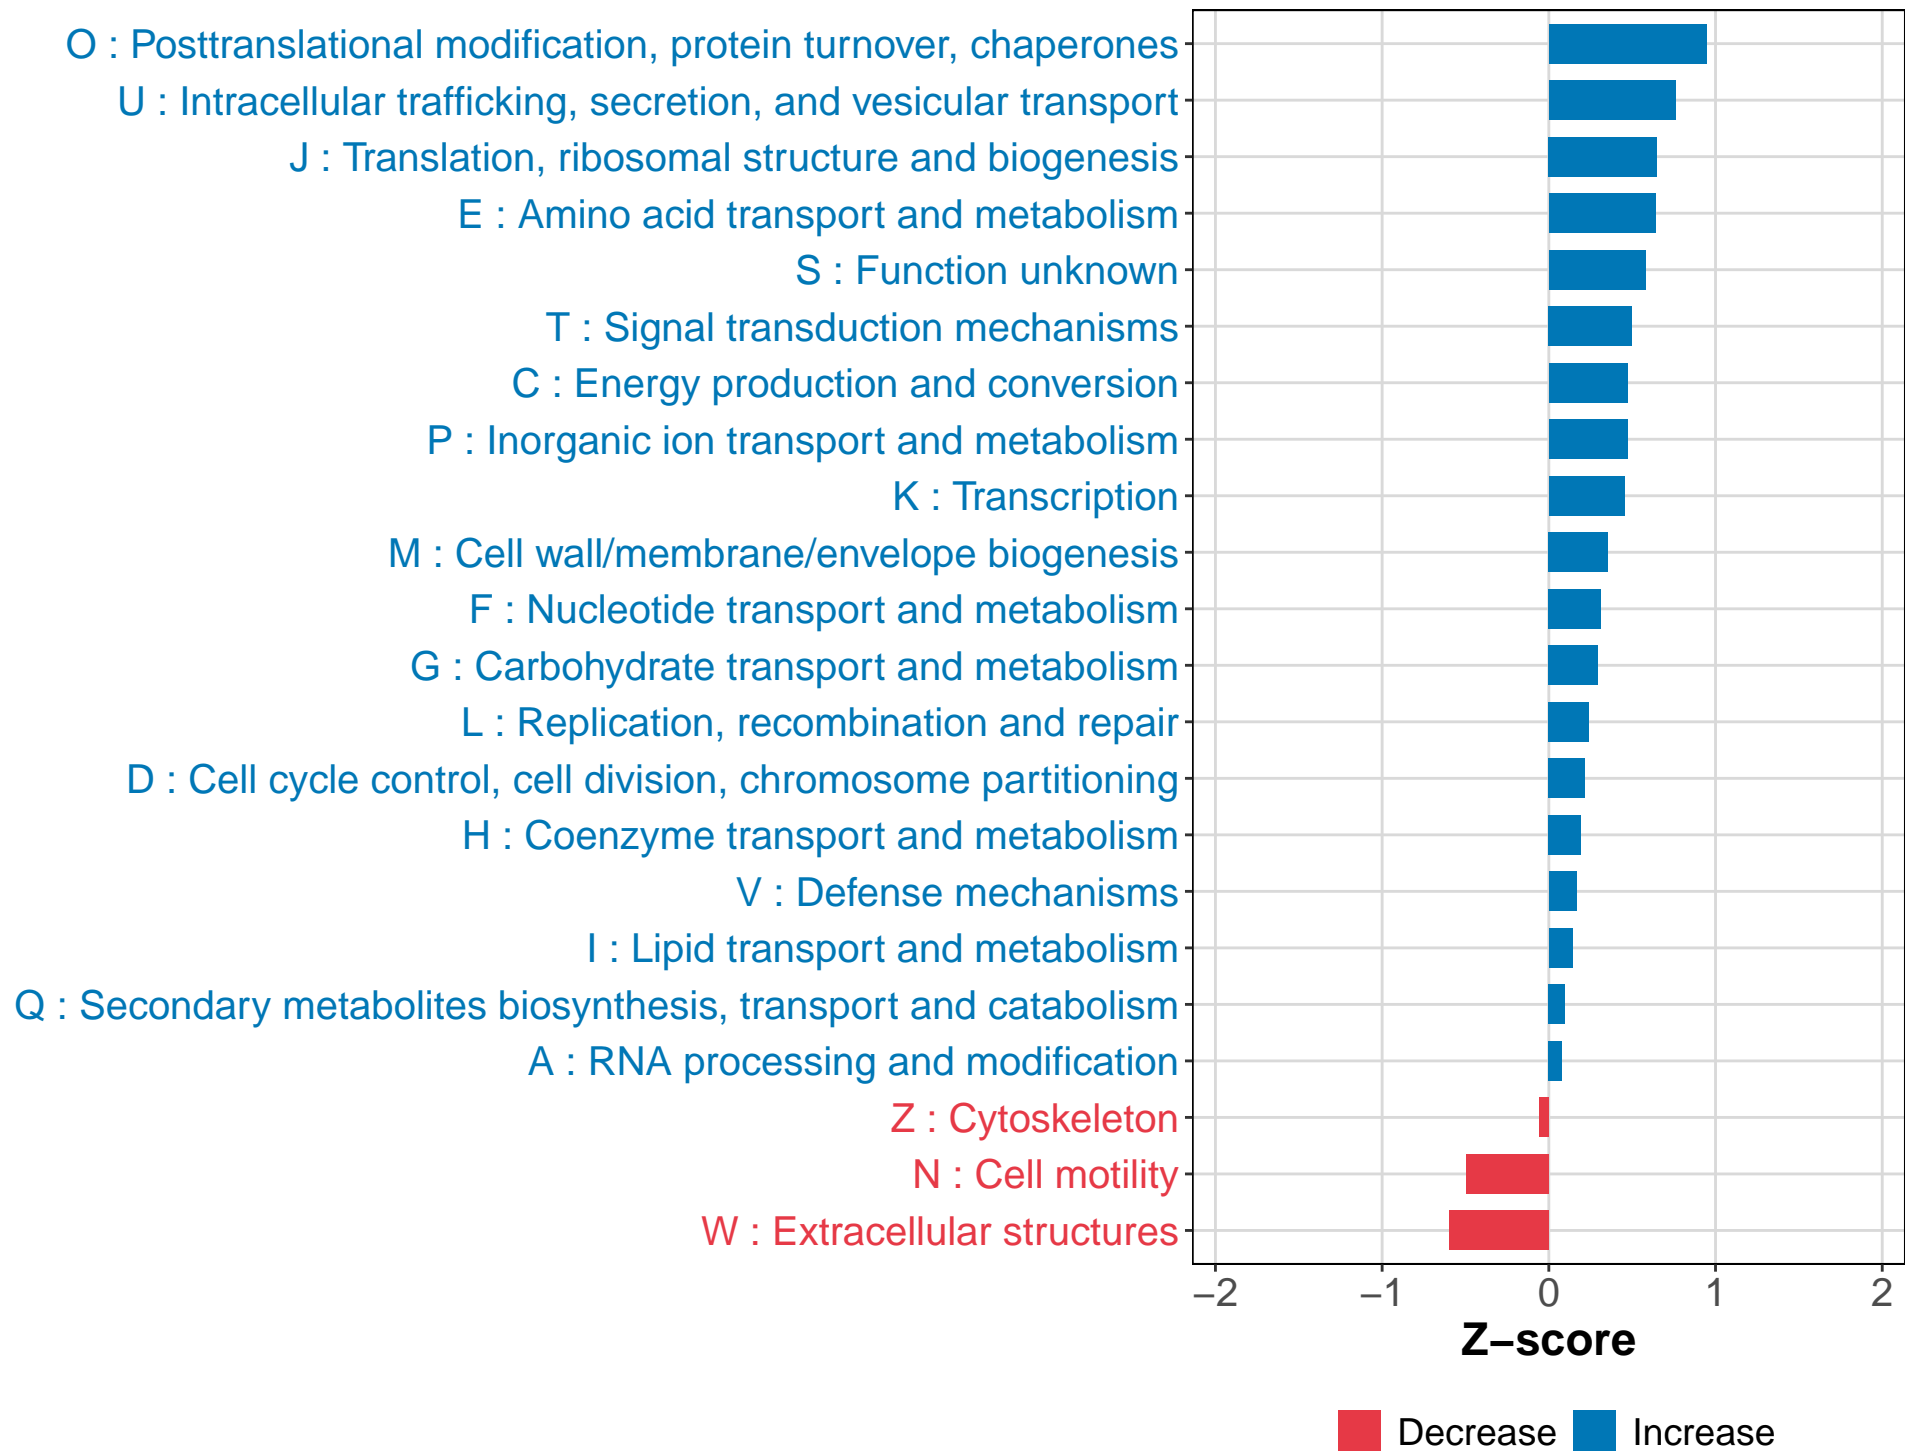 O : Posttranslational modification, protein turnover, chaperones
U : Intracellular trafficking, secretion, and vesicular transport
J : Translation, ribosomal structure and biogenesis
E : Amino acid transport and metabolism
S : Function unknown
T : Signal transduction mechanisms
C : Energy production and conversion
P : Inorganic ion transport and metabolism
K : Transcription
M : Cell wall/membrane/envelope biogenesis
F : Nucleotide transport and metabolism
G : Carbohydrate transport and metabolism
L : Replication, recombination and repair
D : Cell cycle control, cell division, chromosome partitioning
H : Coenzyme transport and metabolism
V : Defense mechanisms
I : Lipid transport and metabolism
Q : Secondary metabolites biosynthesis, transport and catabolism
A : RNA processing and modification
Z : Cytoskeleton
N : Cell motility
W : Extracellular structures
−2 −1 0 1 2
Z−score
Decrease Increase